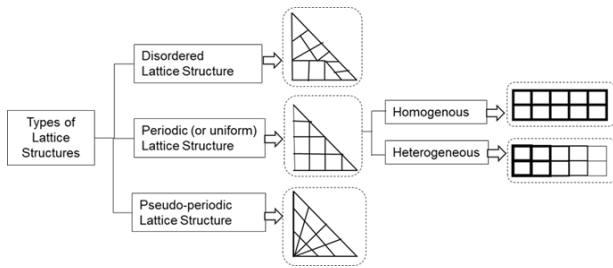 Types of
Lattice
Structures
Disordered
Lattice Structure
Periodic (or uniform)
Lattice Structure
Pseudo-periodic
Lattice Structure
Homogenous
Heterogeneous